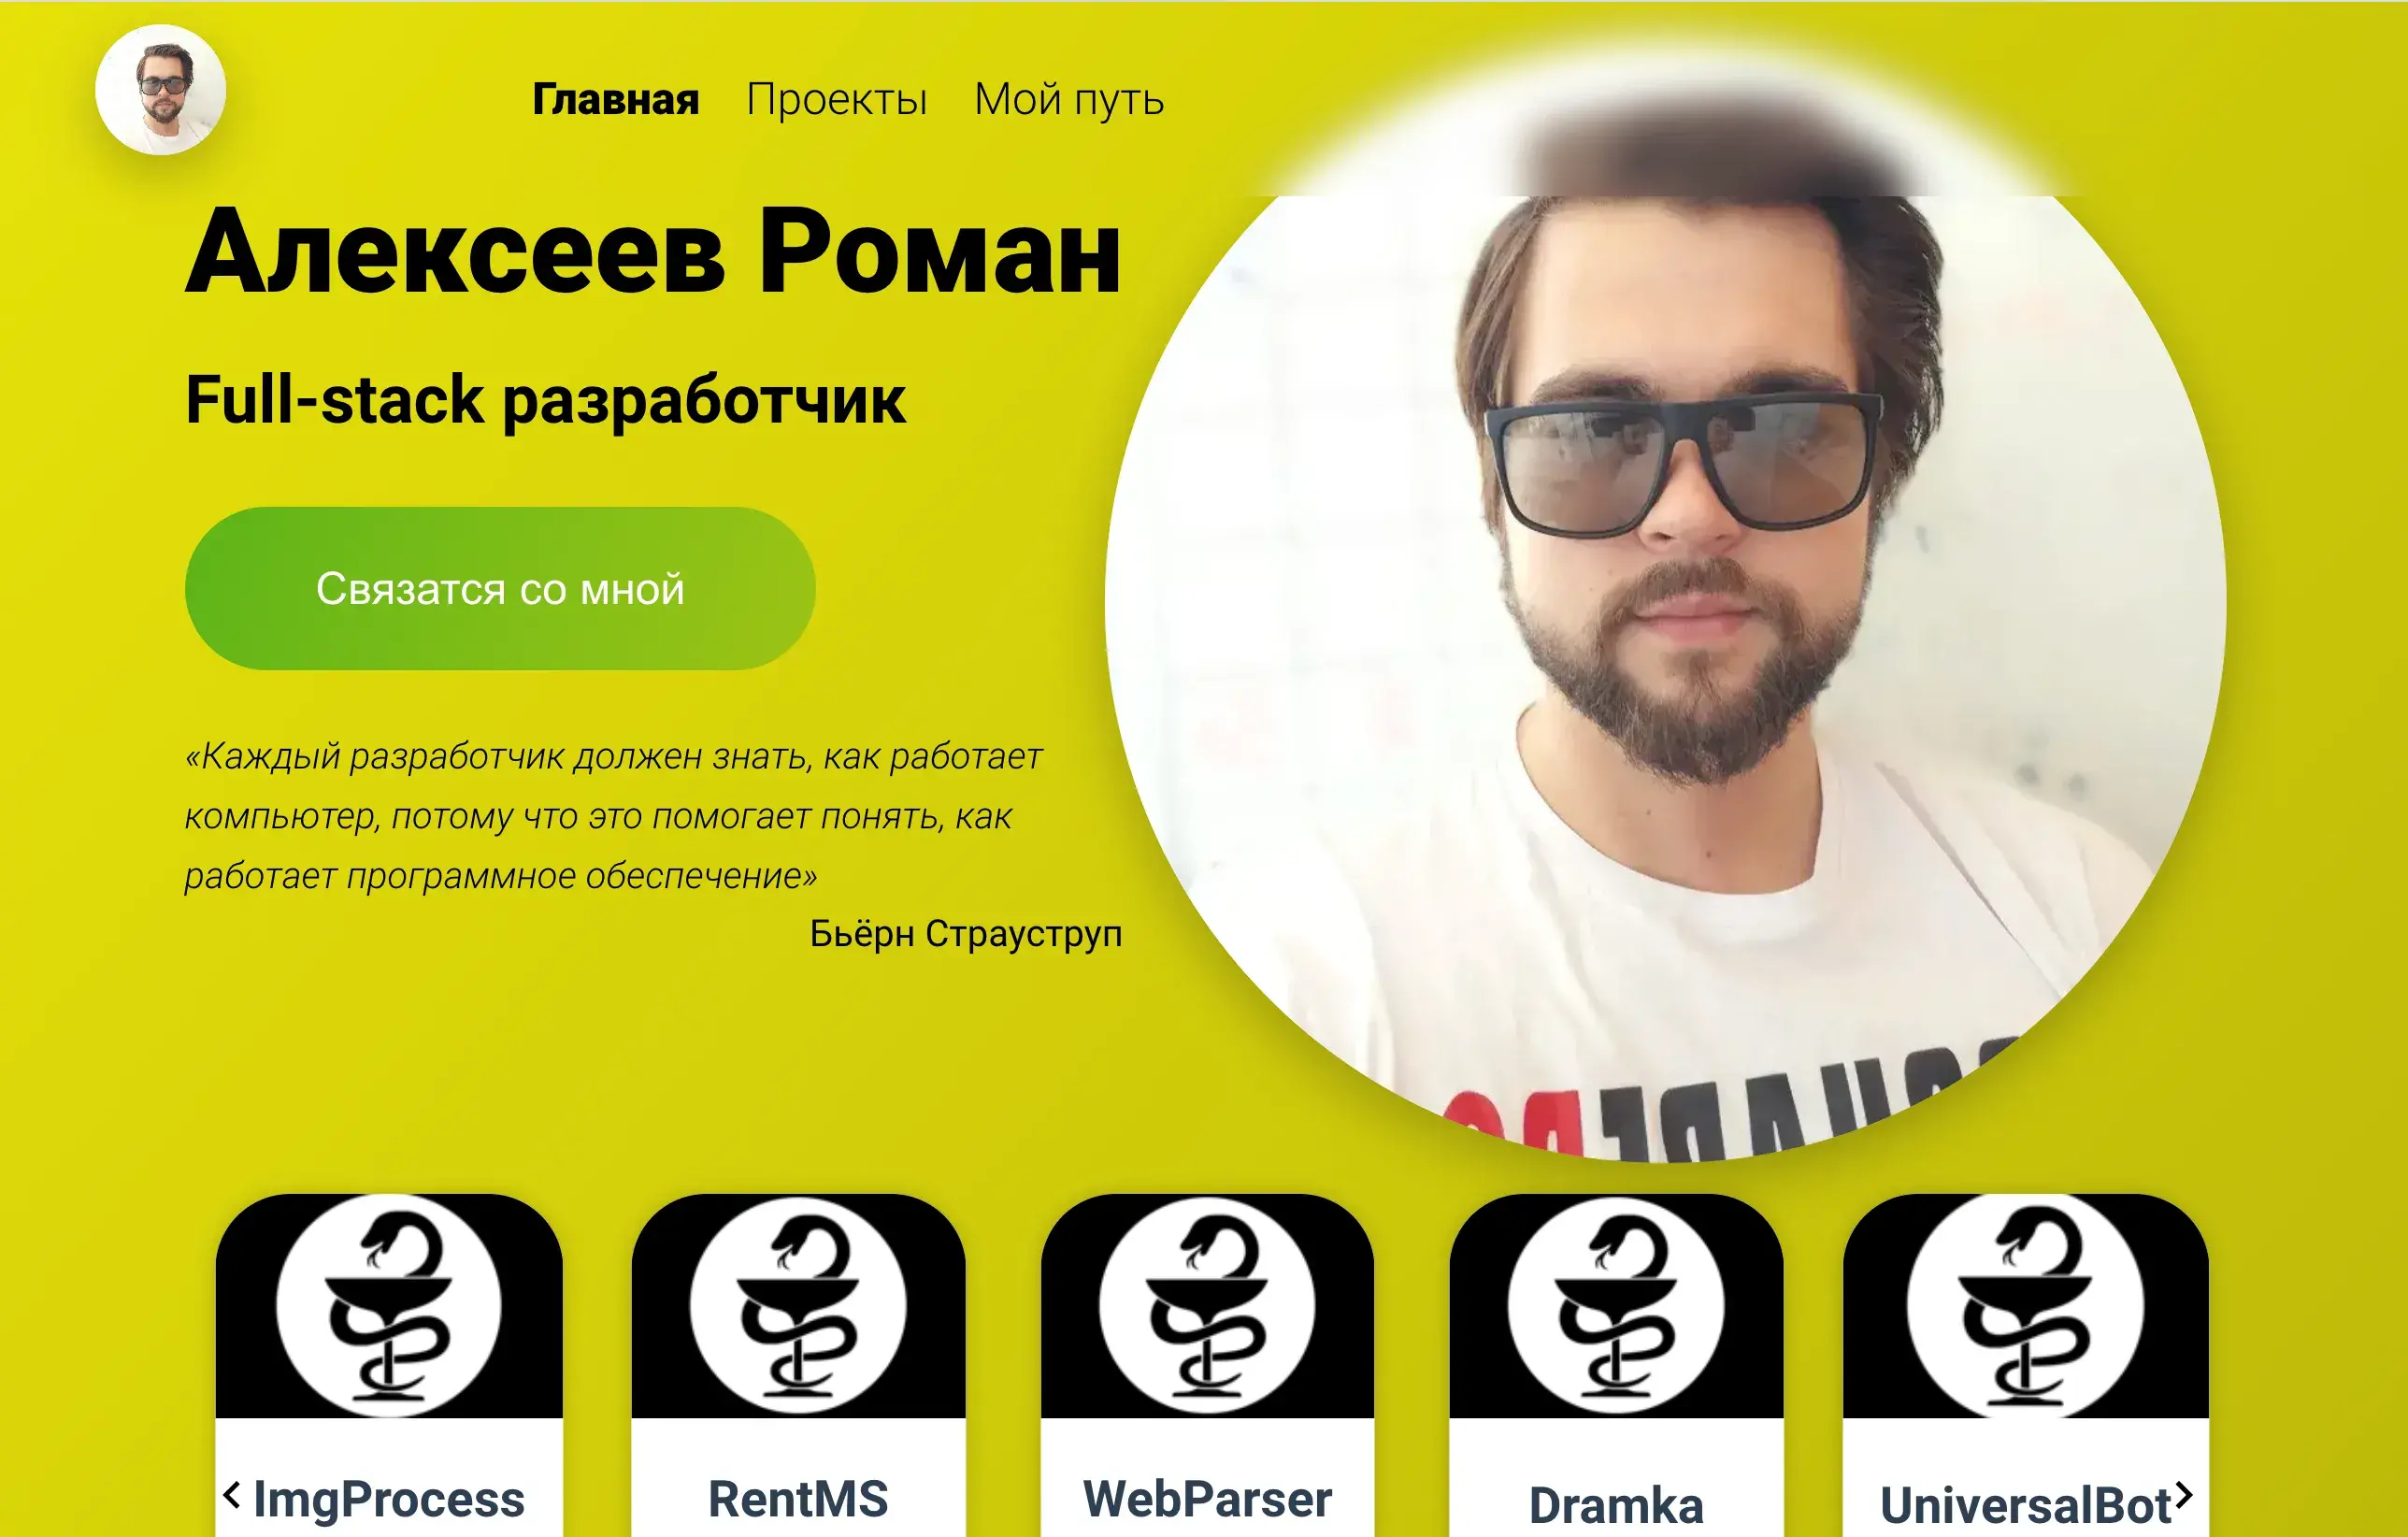 Главная Проекты Мой путь
Алексеев Роман
Full-stack разработчик
Связатся со мной
«Каждый разработчик должен знать, как работает
компьютер, потому что это помогает понять, как
работает программное обеспечение»
Бьёрн Страуструп
ImgProcess
RentMS
WebParser
Dramka
UniversalBot